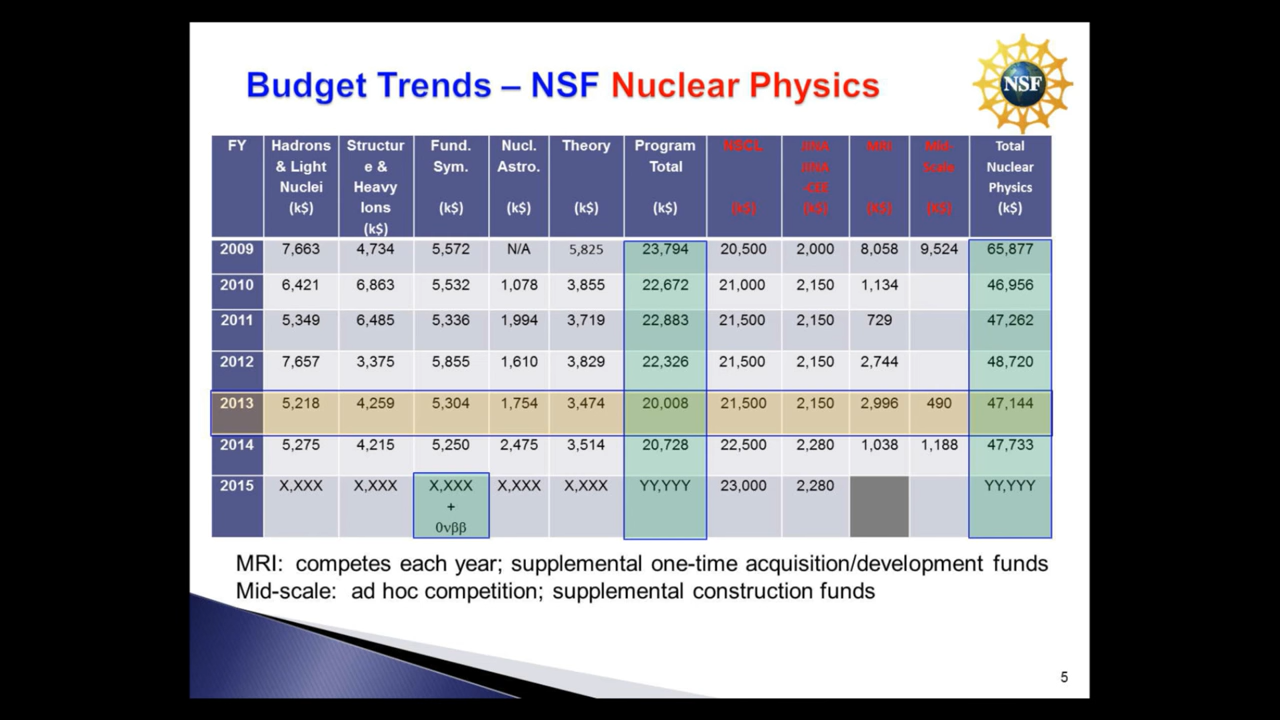 Budget Trends – NSF Nuclear Physics
NSF
FY Hadrons & Light Nuclei (k$) Structur e & Heavy Ions (k$) Fund. Sym. (k$) Nucl. Astro. (k$) Theory (k$) Program Total (k$) NSCL (k$) JINA JINA -CEE (k$) MRI (k$) Mid- Scale (k$) Total Nuclear Physics (k$)
2009 7,663 4,734 5,572 N/A 5,825 23,794 20,500 2,000 8,058 9,524 65,877
2010 6,421 6,863 5,532 1,078 3,855 22,672 21,000 2,150 1,134 46,956
2011 5,349 6,485 5,336 1,994 3,719 22,883 21,500 2,150 729 47,262
2012 7,657 3,375 5,855 1,610 3,829 22,326 21,500 2,150 2,744 48,720
2013 5,218 4,259 5,304 1,754 3,474 20,008 21,500 2,150 2,996 490 47,144
2014 5,275 4,215 5,250 2,475 3,514 20,728 22,500 2,280 1,038 1,188 47,733
2015 X,XXX X,XXX X,XXX + 0νββ X,XXX X,XXX YY,YYY 23,000 2,280 YY,YYY
MRI: competes each year; supplemental one-time acquisition/development funds
Mid-scale: ad hoc competition; supplemental construction funds
5